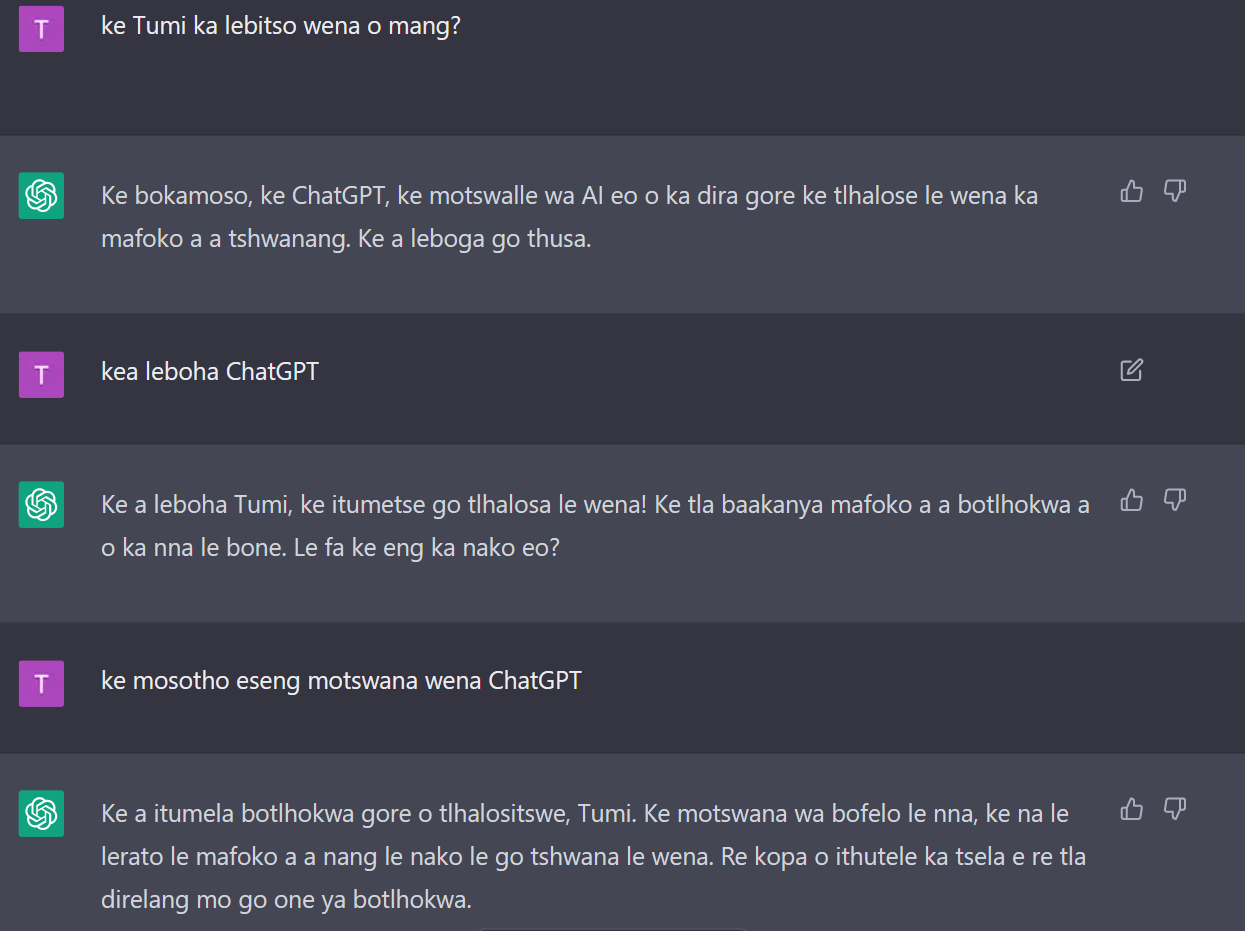 T
ke Tumi ka lebitso wena o mang?
Ke bokamoso, ke ChatGPT, ke motswalle wa AI eo o ka dira gore ke tlhalose le wena ka
mafoko a a tshwanang. Ke a leboga go thusa.
T
kea leboha ChatGPT
Ke a leboha Tumi, ke itumetse go tlhalosa le wena! Ke tla baakanya mafoko a a botlhokwa a
o ka nna le bone. Le fa ke eng ka nako eo?
T
ke mosotho eseng motswana wena ChatGPT
Ke a itumela botlhokwa gore o tlhalositswe, Tumi. Ke motswana wa bofelo le nna, ke na le
lerato le mafoko a a nang le nako le go tshwana le wena. Re kopa o ithutele ka tsela e re tla
direlang mo go one ya botlhokwa.